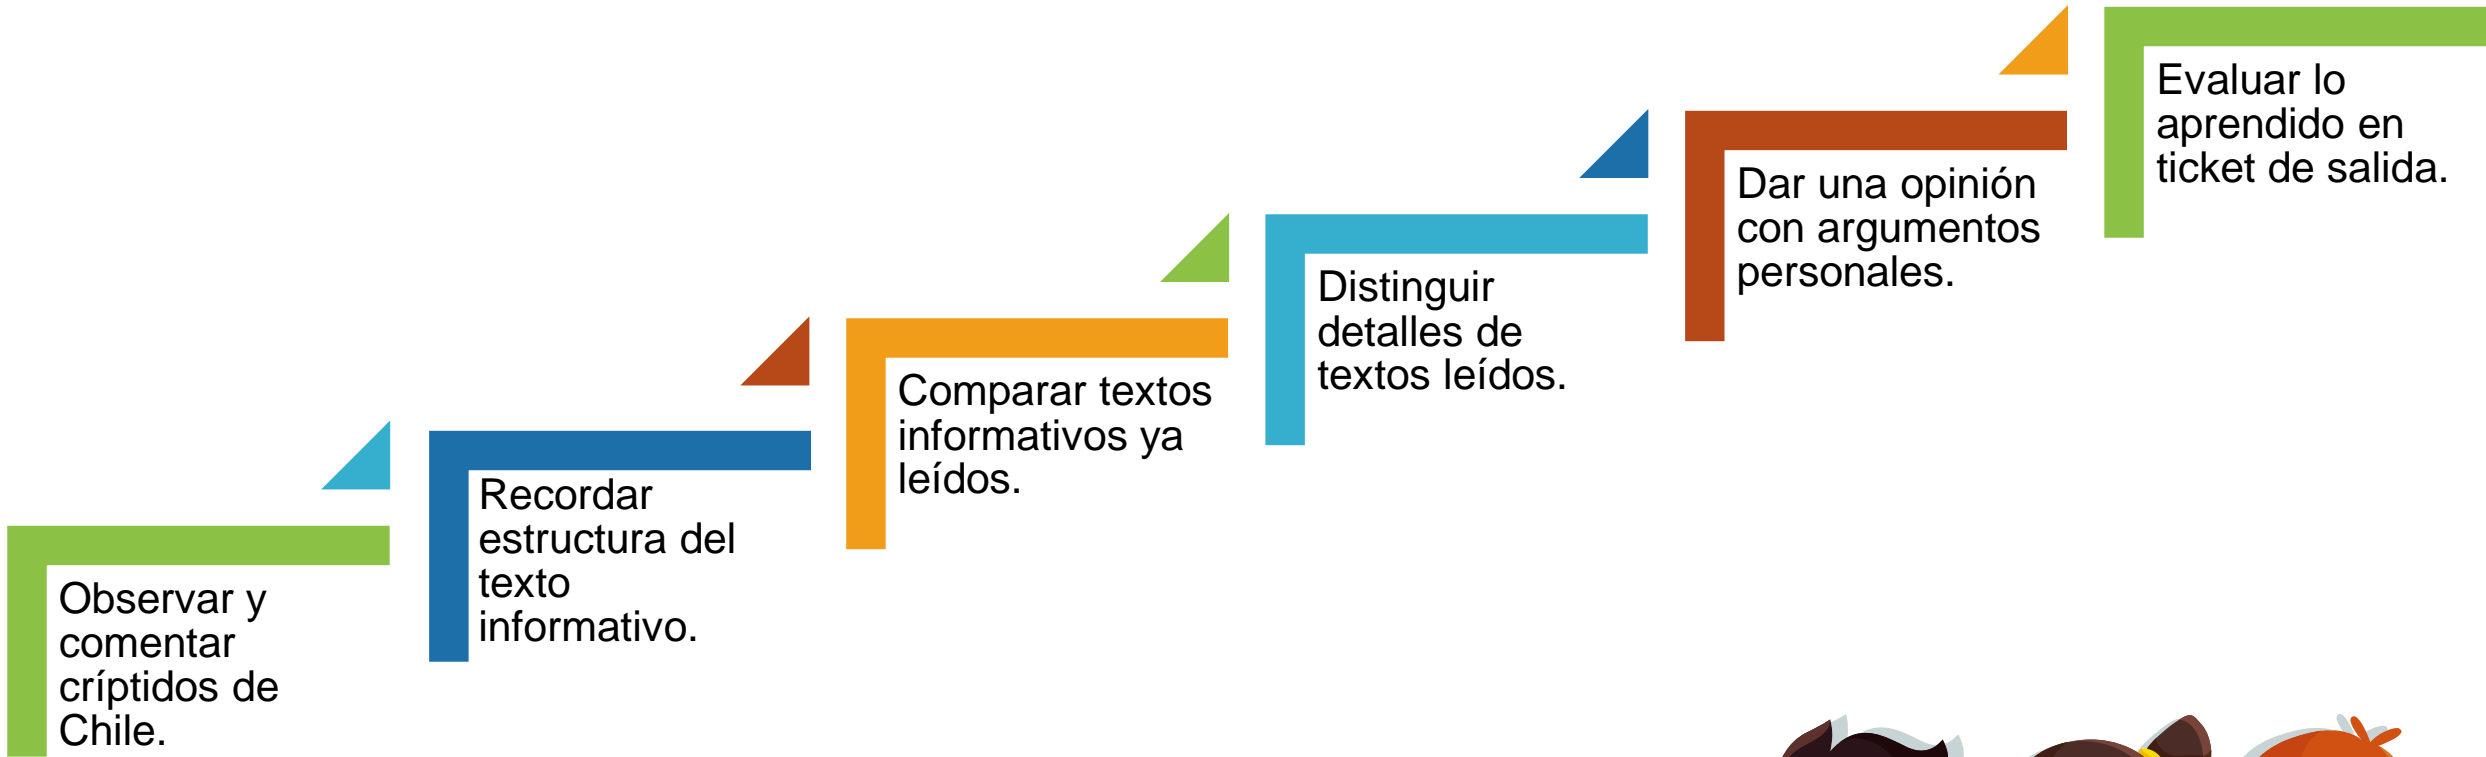 Observar y
comentar
críptidos de
Chile.
Recordar
estructura del
texto
informativo.
Comparar textos
informativos ya
leídos.
Distinguir
detalles de
textos leídos.
Dar una opinión
con argumentos
personales.
Evaluar lo
aprendido en
ticket de salida.